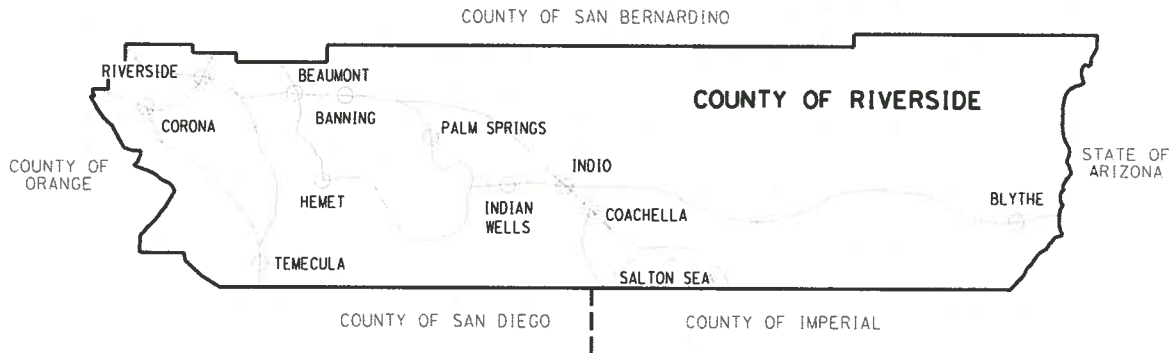 COUNTY OF SAN BERNARDINO
RIVERSIDE
BEAUMONT
COUNTY OF RIVERSIDE
BANNING
CORONA
PALM SPRINGS
COUNTY OF
ORANGE
INDIO
STATE OF
ARIZONA
HEMET
INDIAN
WELLS
COACHELLA
BLYTHE
TEMECULA
SALTON SEA
COUNTY OF SAN DIEGO
COUNTY OF IMPERIAL